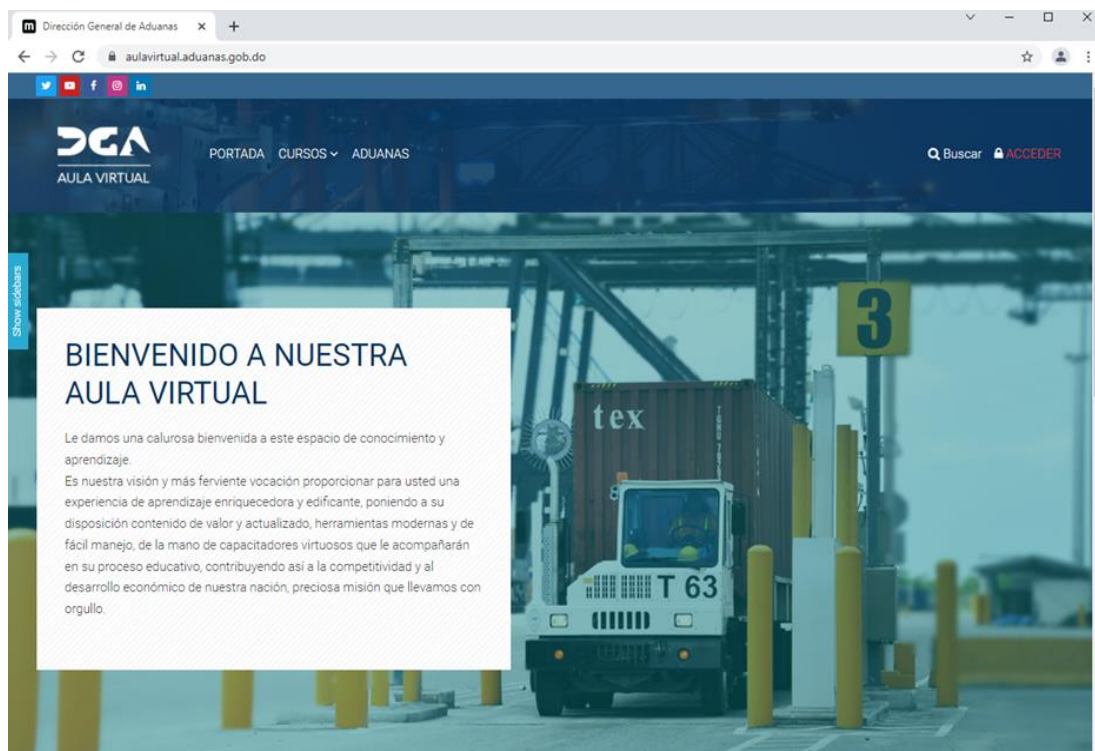 Dirección General de Aduanas
aulavirtual.aduanas.gob.do
DGA
AULA VIRTUAL
PORTADA CURSOS ADUANAS
Buscar ACCEDER
Show sidebars
3
BIENVENIDO A NUESTRA
AULA VIRTUAL
Le damos una calurosa bienvenida a este espacio de conocimiento y
aprendizaje.
Es nuestra visión y más ferviente vocación proporcionar para usted una
experiencia de aprendizaje enriquecedora y edificante, poniendo a su
disposición contenido de valor y actualizado, herramientas modernas y de
fácil manejo, de la mano de capacitadores virtuosos que le acompañarán
en su proceso educativo, contribuyendo así a la competitividad y al
desarrollo económico de nuestra nación, preciosa misión que llevamos con
orgullo.
tex
T 63